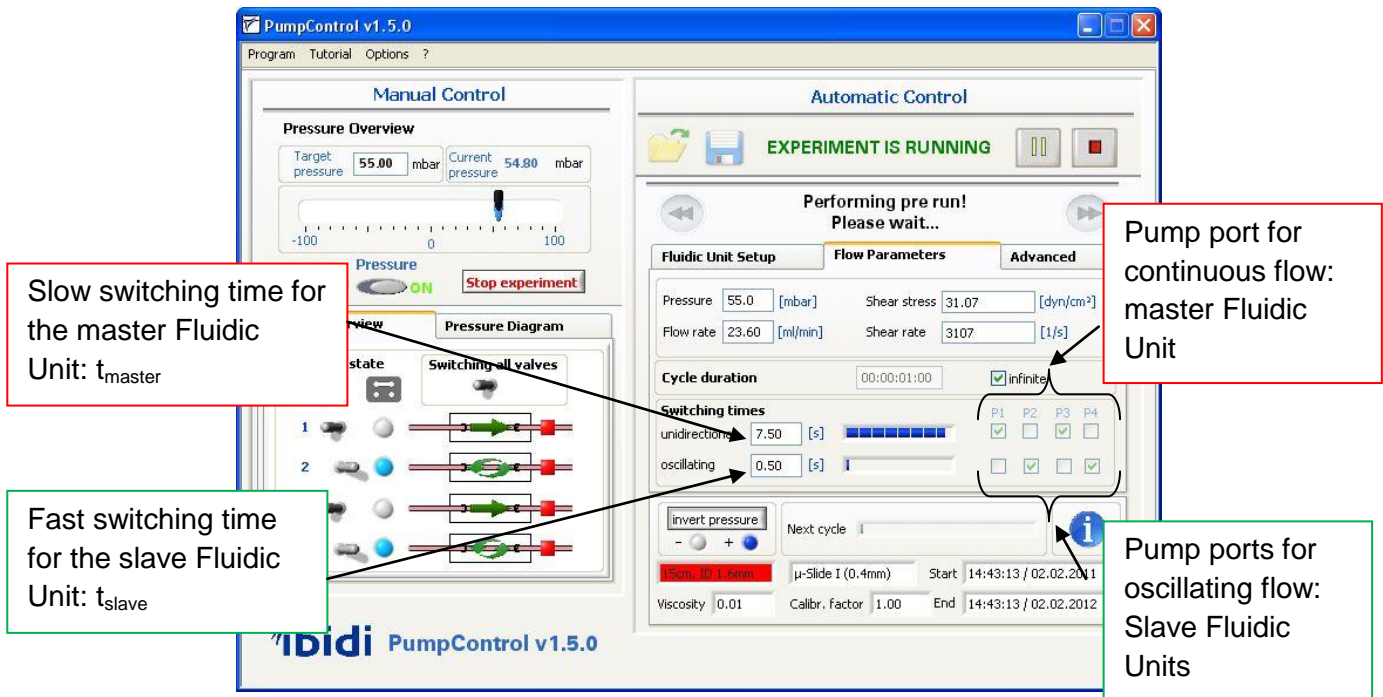 PumpControl v1.5.0
Program Tutorial Options ?
Manual Control
Pressure Overview
Target pressure 55.00 mbar Current pressure 54.80 mbar
-100 0 100
Pressure
ON
Stop experiment
Pressure Diagram
state
Switching all valves
1
2
ibidi PumpControl v1.5.0
Automatic Control
EXPERIMENT IS RUNNING
Performing pre run!
Please wait...
Fluidic Unit Setup Flow Parameters Advanced
Pressure 55.0 [mbar] Shear stress 31.07 [dyn/cm²]
Flow rate 23.60 [ml/min] Shear rate 3107 [1/s]
Cycle duration 00:00:01:00 infinite
Switching times P1 P2 P3 P4
unidirectiona 7.50 [s]
oscillating 0.50 [s]
invert pressure
- +
Next cycle
i
15cm, ID 1.6mm µ-Slide I (0.4mm) Start 14:43:13 / 02.02.2011
Viscosity 0.01 Calibr. factor 1.00 End 14:43:13 / 02.02.2012
Slow switching time for
the master Fluidic
Unit: tmaster
Fast switching time
for the slave Fluidic
Unit: tslave
Pump port for
continuous flow:
master Fluidic
Unit
Pump ports for
oscillating flow:
Slave Fluidic
Units